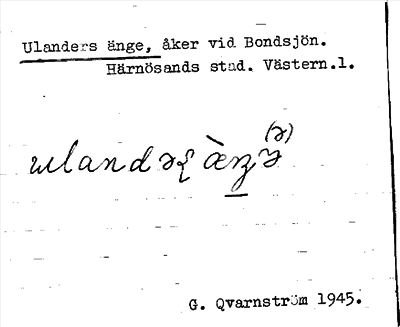 Ulanders änge, åker vid Bondsjön.
Härnösands stad. Västern.l.
(ə)
G. Qvarnström 1945.